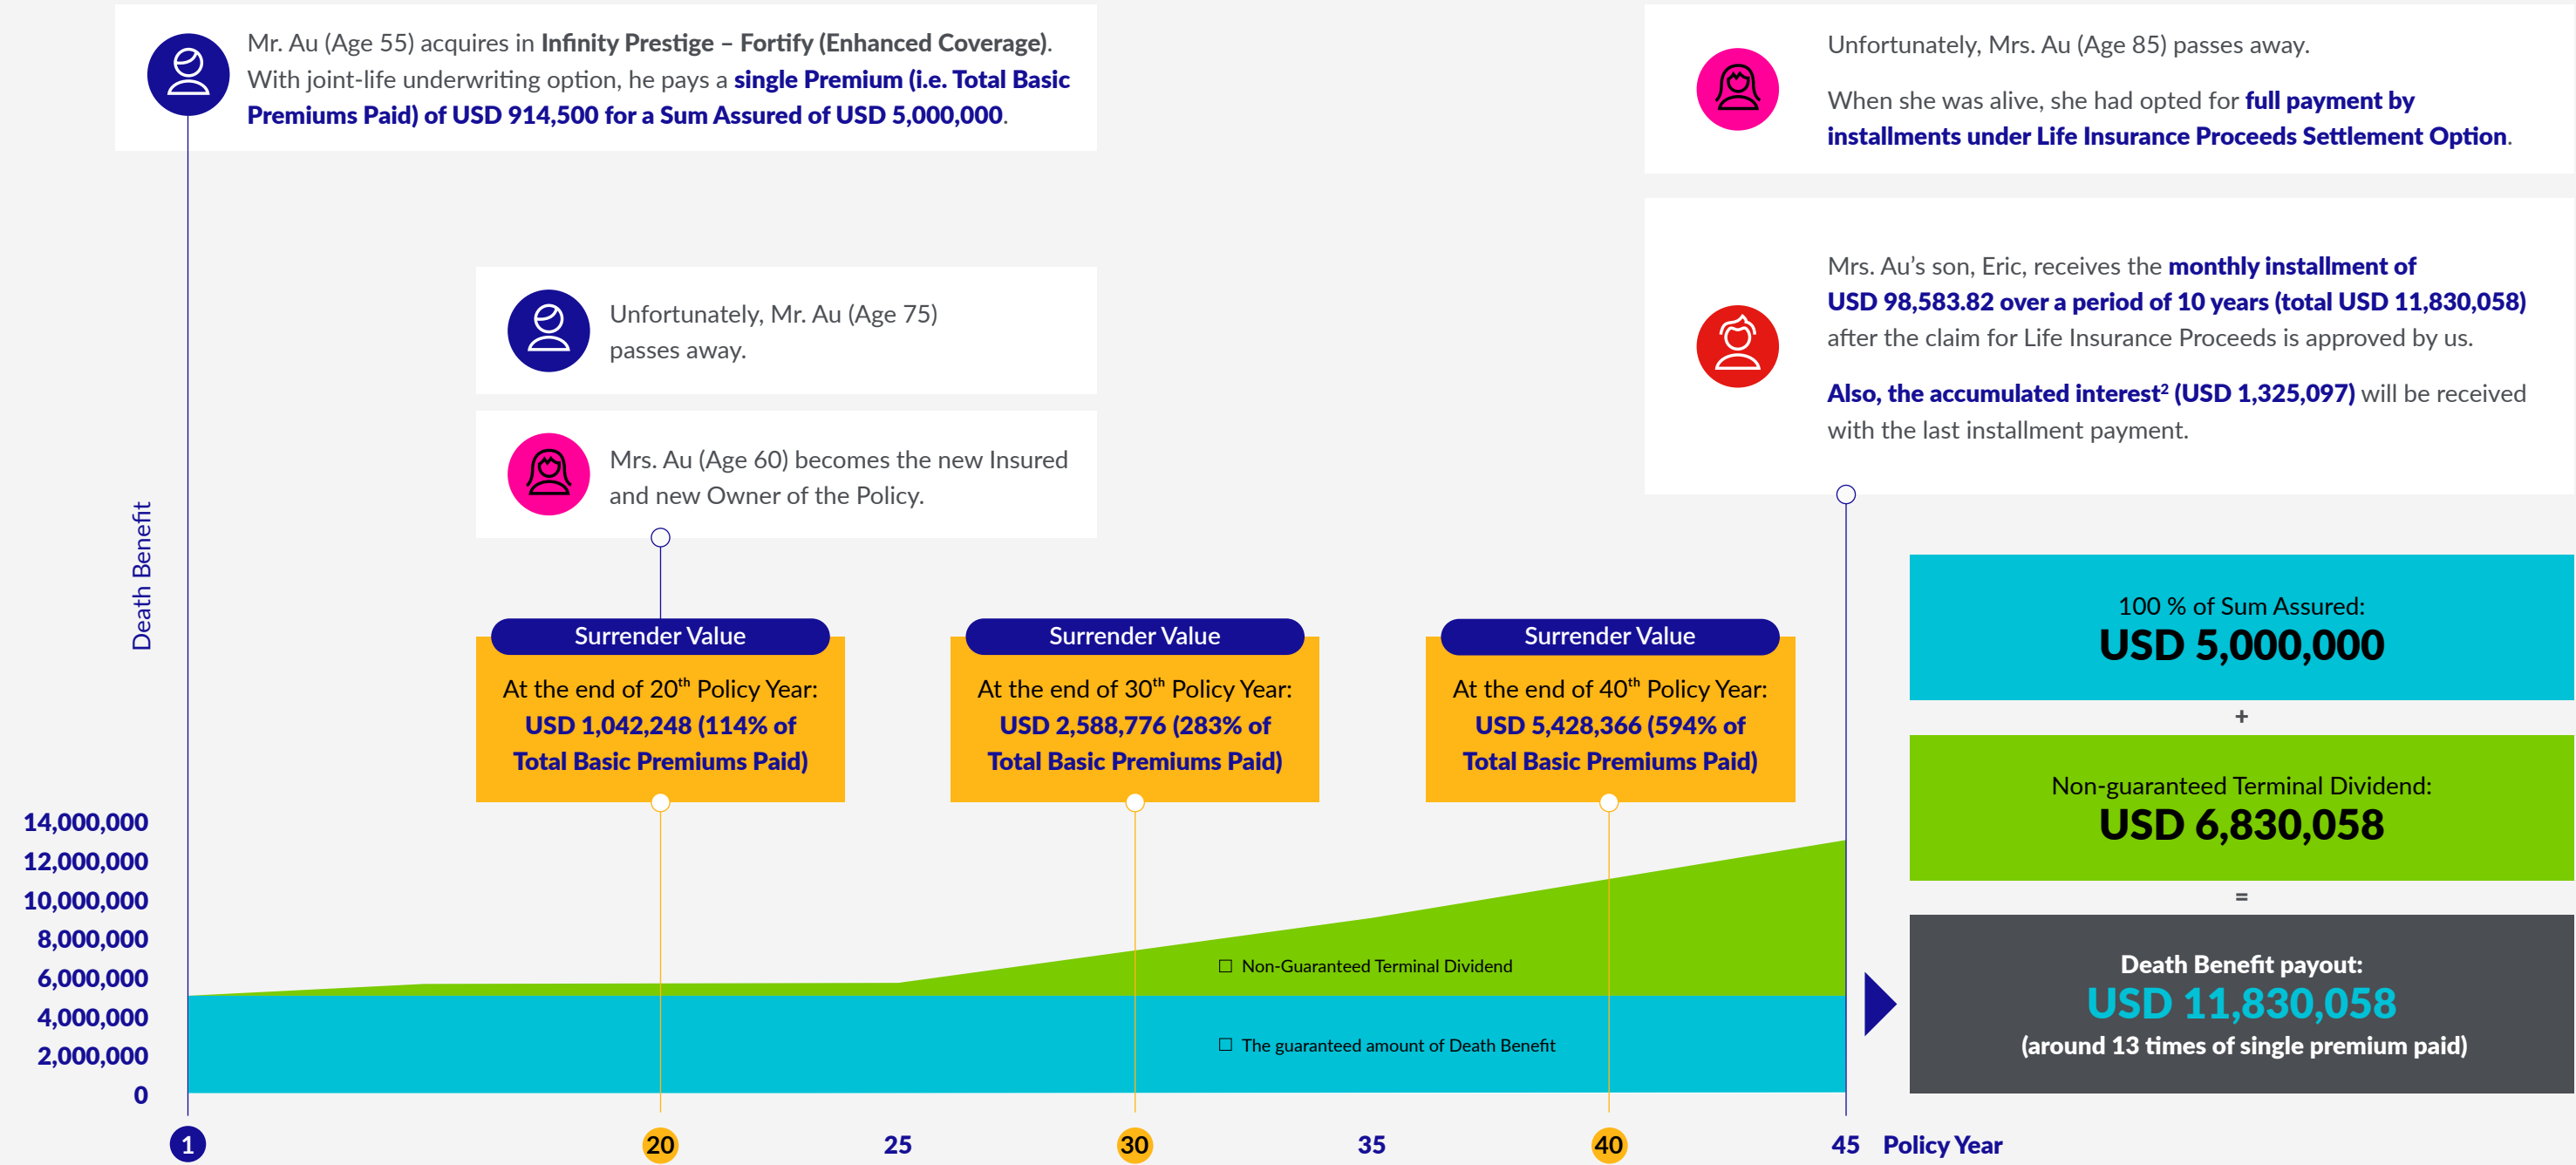 Mr. Au (Age 55) acquires in Infinity Prestige – Fortify (Enhanced Coverage).
With joint-life underwriting option, he pays a single Premium (i.e. Total Basic
Premiums Paid) of USD 914,500 for a Sum Assured of USD 5,000,000.
Unfortunately, Mr. Au (Age 75)
passes away.
Mrs. Au (Age 60) becomes the new Insured
and new Owner of the Policy.
Unfortunately, Mrs. Au (Age 85) passes away.
When she was alive, she had opted for full payment by
installments under Life Insurance Proceeds Settlement Option.
Mrs. Au’s son, Eric, receives the monthly installment of
USD 98,583.82 over a period of 10 years (total USD 11,830,058)
after the claim for Life Insurance Proceeds is approved by us.
Also, the accumulated interest² (USD 1,325,097) will be received
with the last installment payment.
Death Benefit
Surrender Value
At the end of 20th Policy Year:
USD 1,042,248 (114% of
Total Basic Premiums Paid)
Surrender Value
At the end of 30th Policy Year:
USD 2,588,776 (283% of
Total Basic Premiums Paid)
Surrender Value
At the end of 40th Policy Year:
USD 5,428,366 (594% of
Total Basic Premiums Paid)
14,000,000
12,000,000
10,000,000
8,000,000
6,000,000
4,000,000
2,000,000
0
Non-Guaranteed Terminal Dividend
The guaranteed amount of Death Benefit
1 20 25 30 35 40 45 Policy Year
100 % of Sum Assured:
USD 5,000,000
+
Non-guaranteed Terminal Dividend:
USD 6,830,058
=
Death Benefit payout:
USD 11,830,058
(around 13 times of single premium paid)